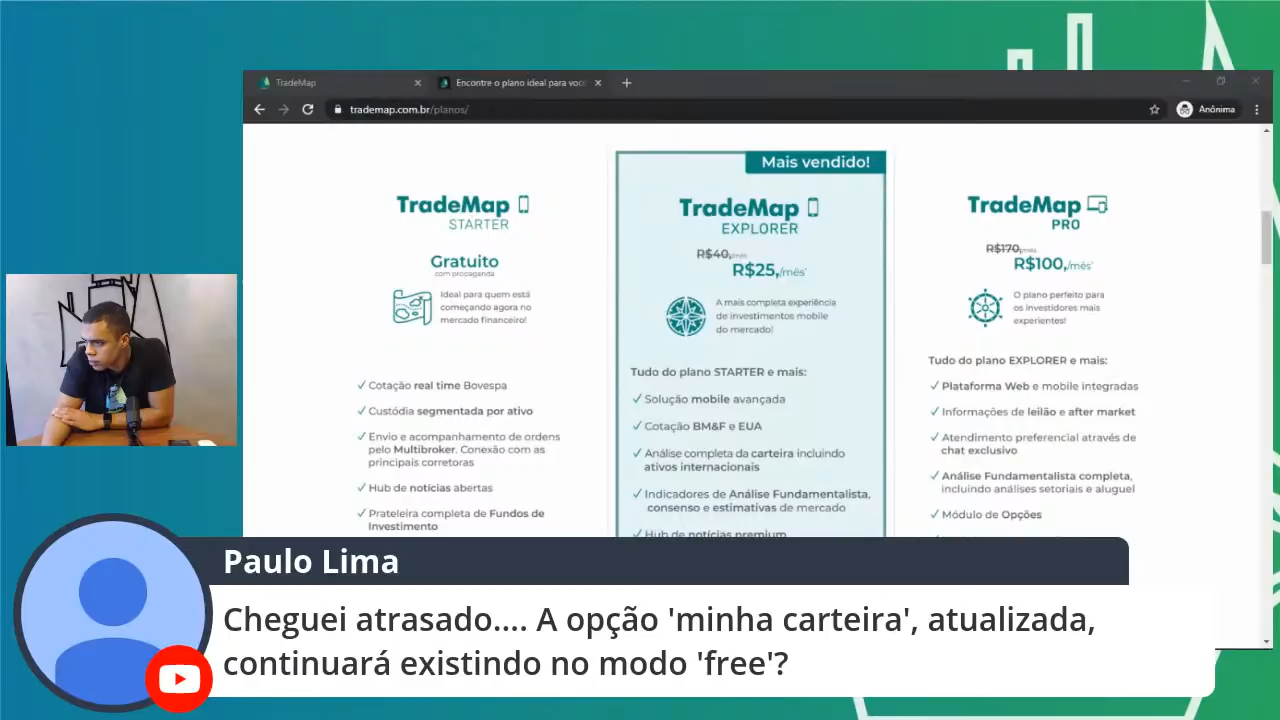 TradeMap
Encontre o plano ideal para voc
trademap.com.br/planos/
Anônima
Mais vendido!
TradeMap
STARTER
Gratuito
com propaganda
Ideal para quem está
começando agora no
mercado financeiro!
✓ Cotação real time Bovespa
✓ Custódia segmentada por ativo
✓ Envio e acompanhamento de ordens
pelo Multibroker. Conexão com as
principais corretoras
✓ Hub de notícias abertas
✓ Prateleira completa de Fundos de
Investimento
TradeMap
EXPLORER
R$40,/mês
R$25,/mês*
A mais completa experiência
de investimentos mobile
do mercado!
Tudo do plano STARTER e mais:
✓ Solução mobile avançada
✓ Cotação BM&F e EUA
✓ Análise completa da carteira incluindo
ativos internacionais
✓ Indicadores de Análise Fundamentalista,
consenso e estimativas de mercado
✓ Hub de notícias premium
TradeMap
PRO
R$170,/mês
R$100,/mês*
O plano perfeito para
os investidores mais
experientes!
Tudo do plano EXPLORER e mais:
✓ Plataforma Web e mobile integradas
✓ Informações de leilão e after market
✓ Atendimento preferencial através de
chat exclusivo
✓ Análise Fundamentalista completa,
incluindo análises setoriais e aluguel
✓ Módulo de Opções
Paulo Lima
Cheguei atrasado.... A opção 'minha carteira', atualizada,
continuará existindo no modo 'free'?